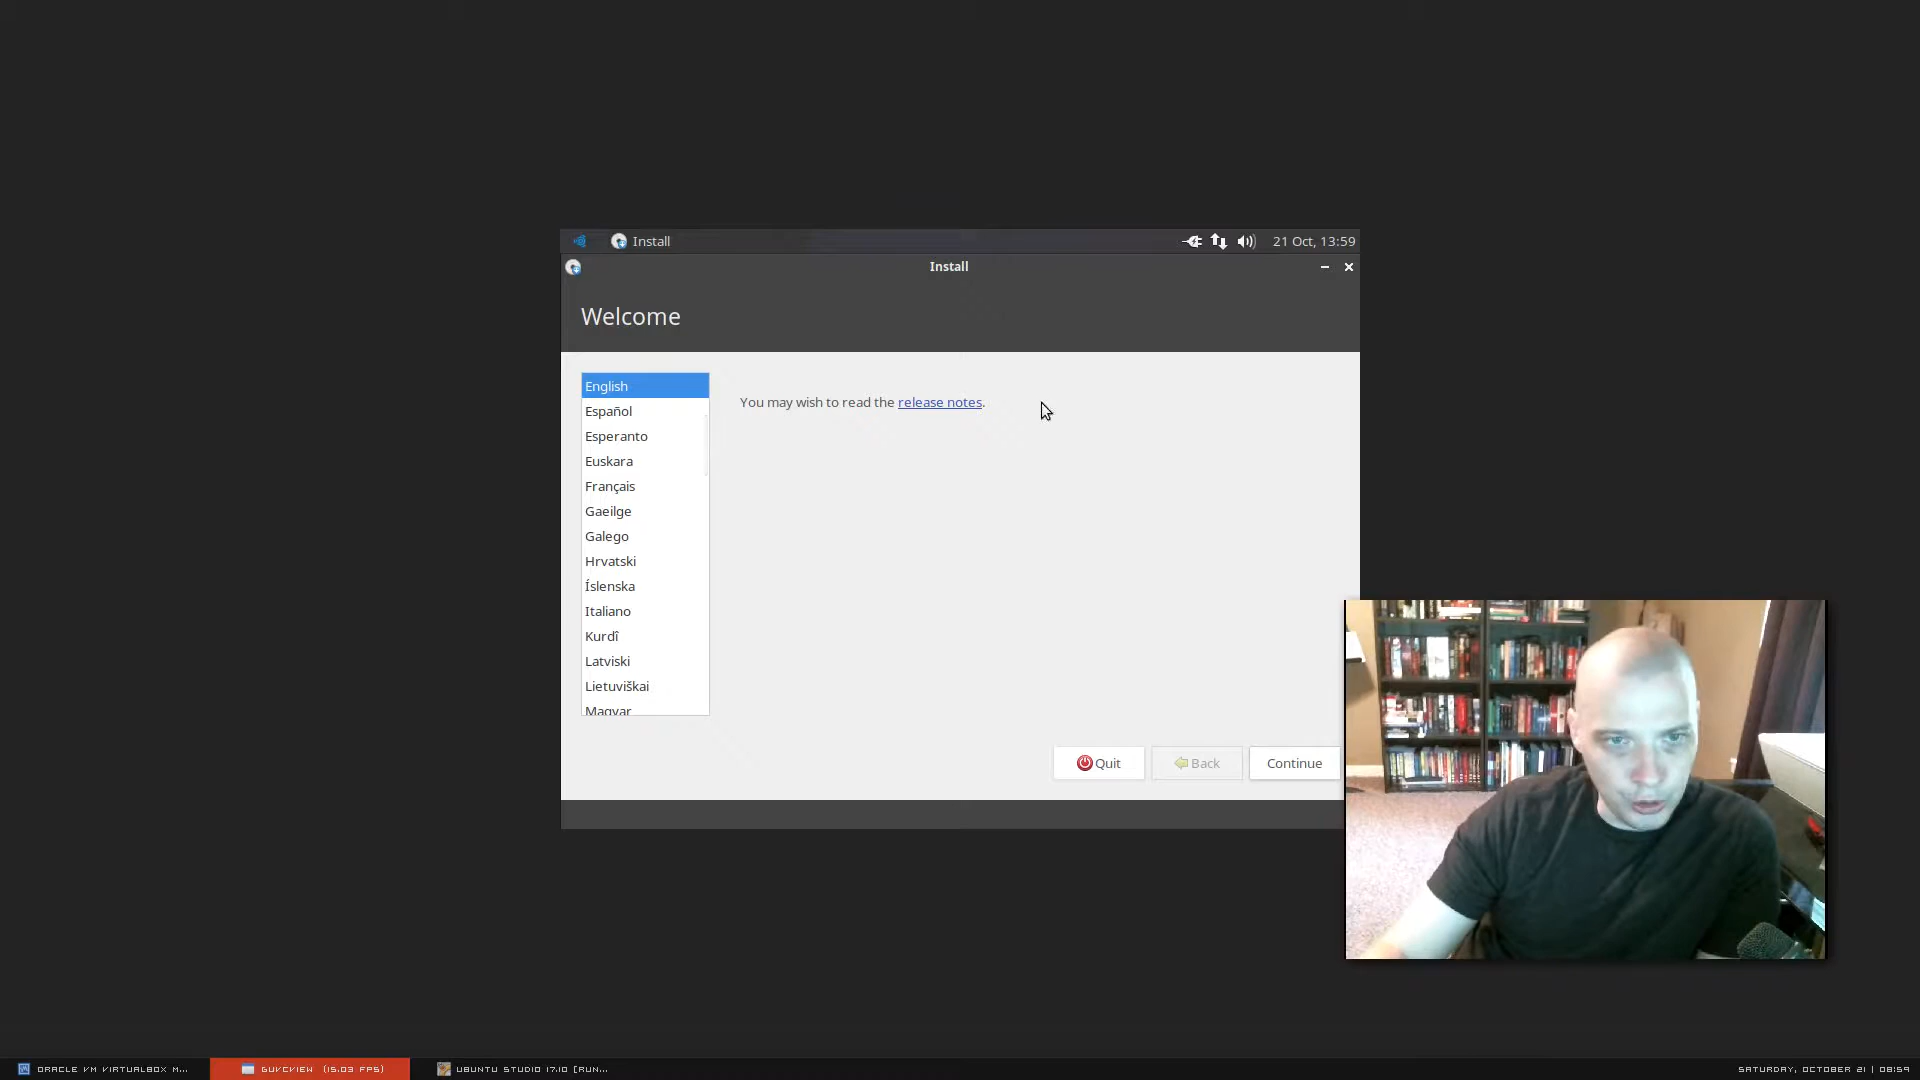 Install
21 Oct, 13:59
Install
Welcome
English
Español
Esperanto
Euskara
Français
Gaeilge
Galego
Hrvatski
Íslenska
Italiano
Kurdî
Latviski
Lietuviškai
Magyar
You may wish to read the release notes.
Quit
Back
Continue
ORACLE VM VIRTUALBOX M...
GUVCVIEW (15.03 FPS)
UBUNTU STUDIO 17.10 [RUN...
SATURDAY, OCTOBER 21 | 08:59